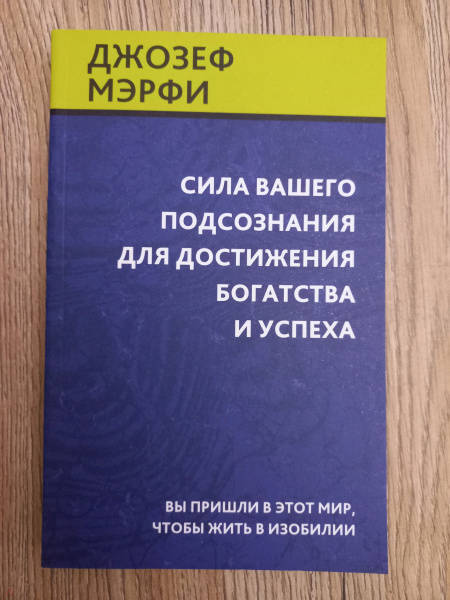 ДЖОЗЕФ
МЭРФИ
СИЛА ВАШЕГО
ПОДСОЗНАНИЯ
ДЛЯ ДОСТИЖЕНИЯ
БОГАТСТВА
И УСПЕХА
ВЫ ПРИШЛИ В ЭТОТ МИР,
ЧТОБЫ ЖИТЬ В ИЗОБИЛИИ